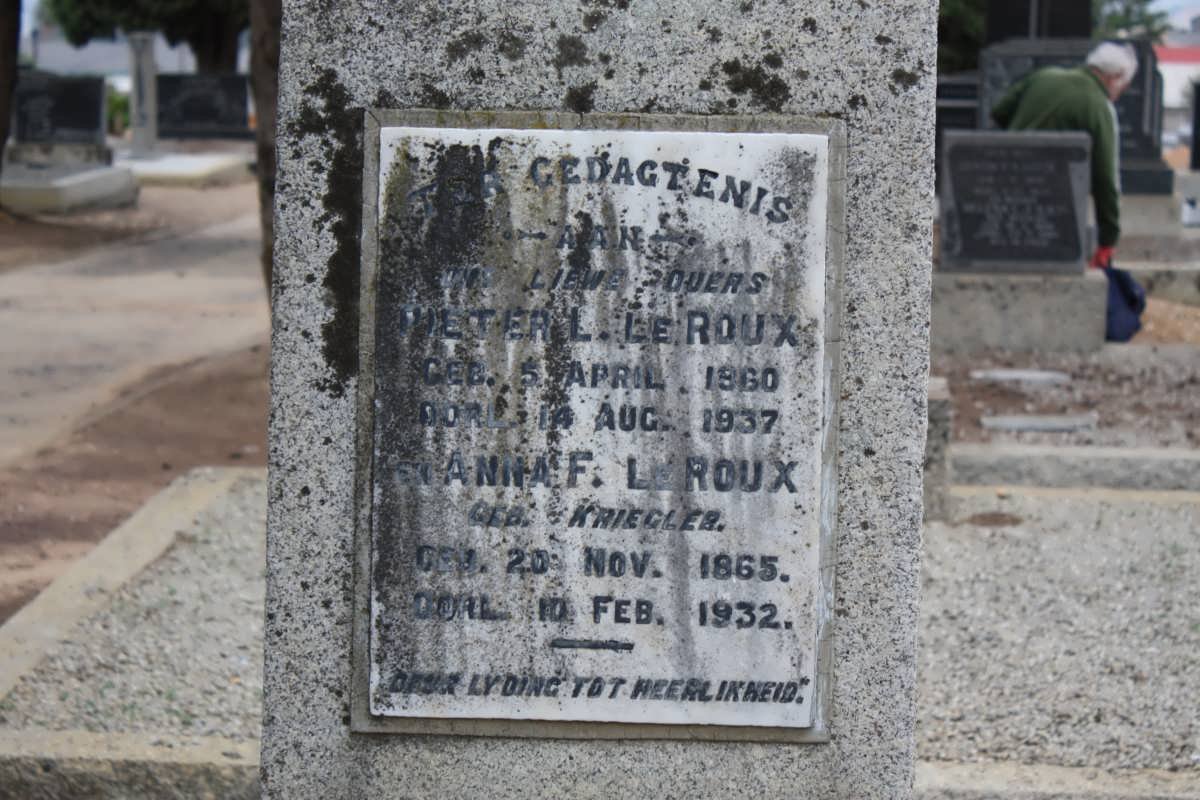 TER GEDAGTENIS
AAN
ONS LIEWE OUERS
PIETER L. LE ROUX
GEB. 5 APRIL 1860
OORL. 14 AUG. 1937
EN ANNA F. LE ROUX
GEB. KRIEGLER.
GEB. 20 NOV. 1865.
OORL. 10 FEB. 1932.
"DEUR LYDING TOT HEERLIKHEID."